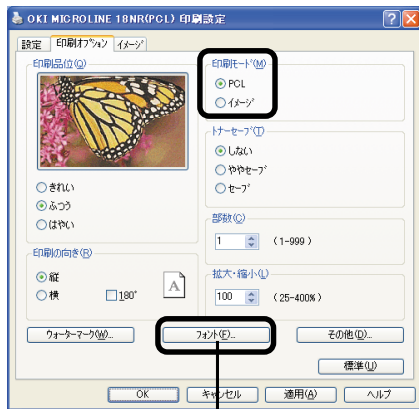 OKI MICROLINE 18NR(PCL) 印刷設定
設定 印刷オプション イメージ
印刷品位(Q)
きれい
ふつう
はやい
印刷の向き(R)
縦
横 180°
A
印刷モード(M)
PCL
イメージ
トナーセーブ(T)
しない
ややセーブ
セーブ
部数(C)
1 (1-999)
拡大・縮小(L)
100 (25-400%)
ウォーターマーク(W)... フォント(F)... その他(D)...
標準(U)
OK キャンセル 適用(A) ヘルプ